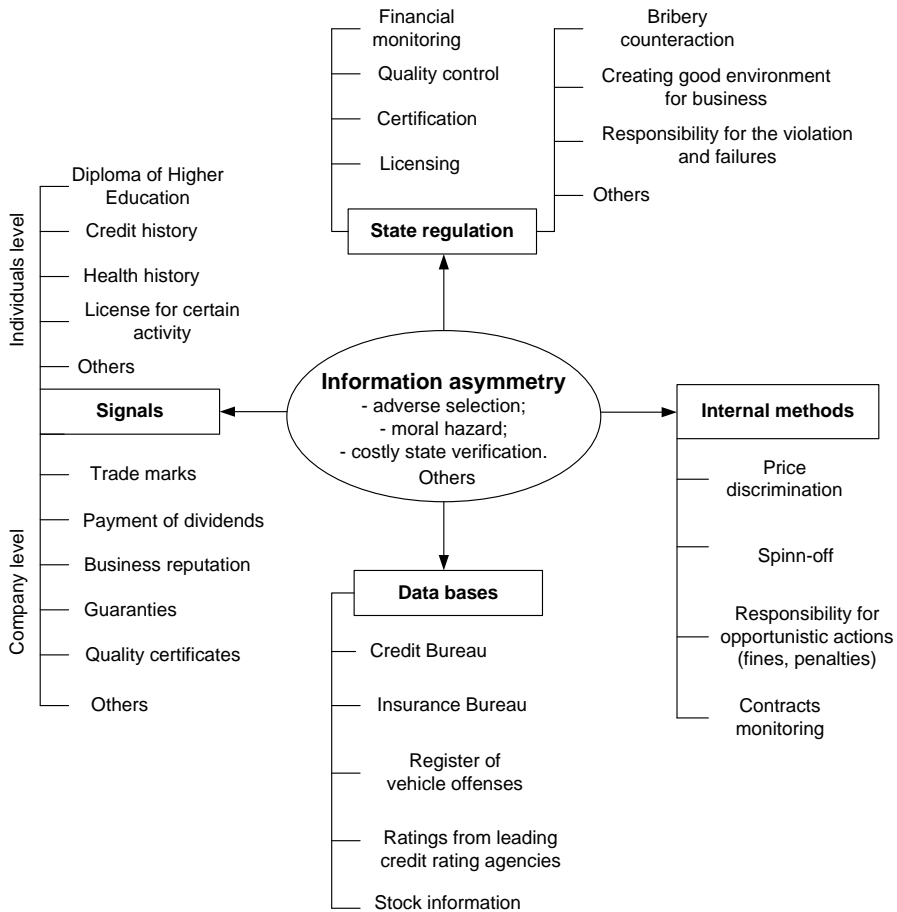 Financial
monitoring
Quality control
Certification
Licensing
Bribery
counteraction
Creating good environment
for business
Responsibility for the violation
and failures
Others
State regulation
Individuals level
Diploma of Higher
Education
Credit history
Health history
License for certain
activity
Others
Signals
Company level
Trade marks
Payment of dividends
Business reputation
Guaranties
Quality certificates
Others
Information asymmetry
- adverse selection;
- moral hazard;
- costly state verification.
Others
Internal methods
Price
discrimination
Spinn-off
Responsibility for
opportunistic actions
(fines, penalties)
Contracts
monitoring
Data bases
Credit Bureau
Insurance Bureau
Register of
vehicle offenses
Ratings from leading
credit rating agencies
Stock information